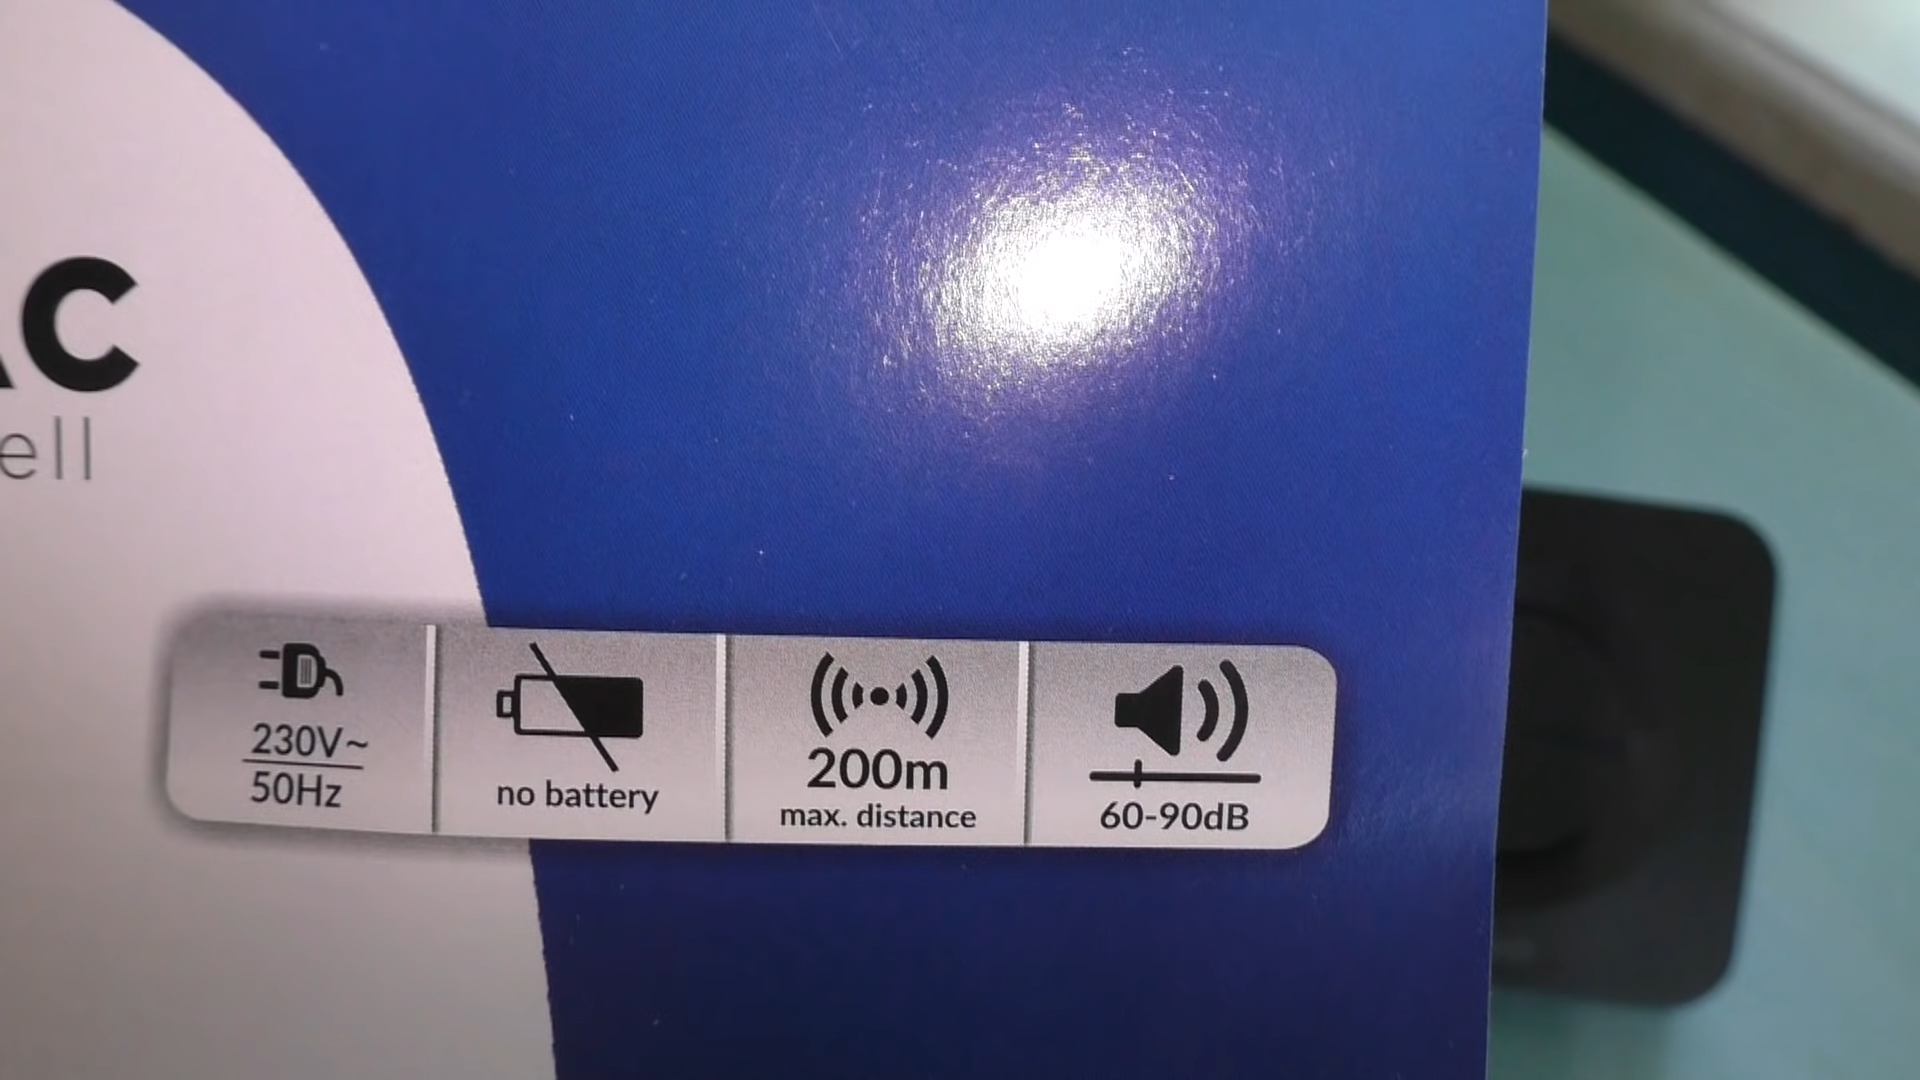 AC
ell
230V~
50Hz
no battery
200m
max. distance
60-90dB